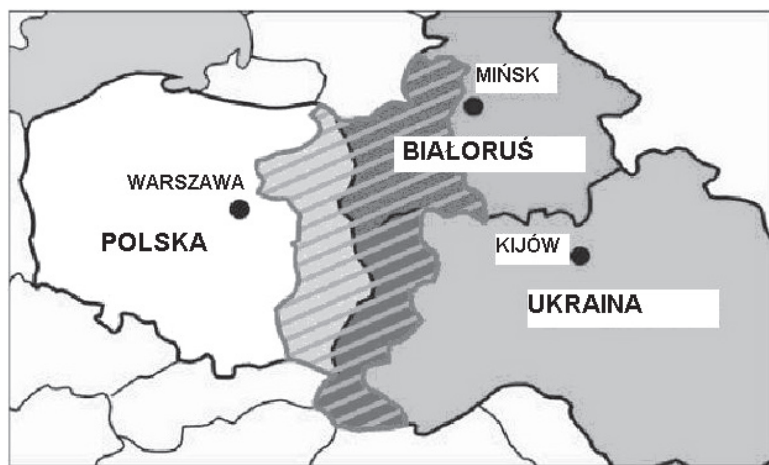 MIŃSK
BIAŁORUŚ
WARSZAWA
POLSKA
KIJÓW
UKRAINA